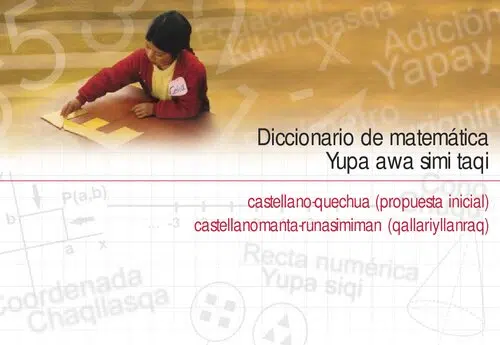 Ecuación
Kikinchasqa
Adición
Yapay
Diccionario de matemática
Yupa awa simi taqi
castellano-quechua (propuesta inicial)
castellanomanta-runasimiman (qallariyllanraq)
P(a,b)
b
a
x
... -3
Recta numérica
Yupa siqi
Coordenada
Chaqllasqa
Cono